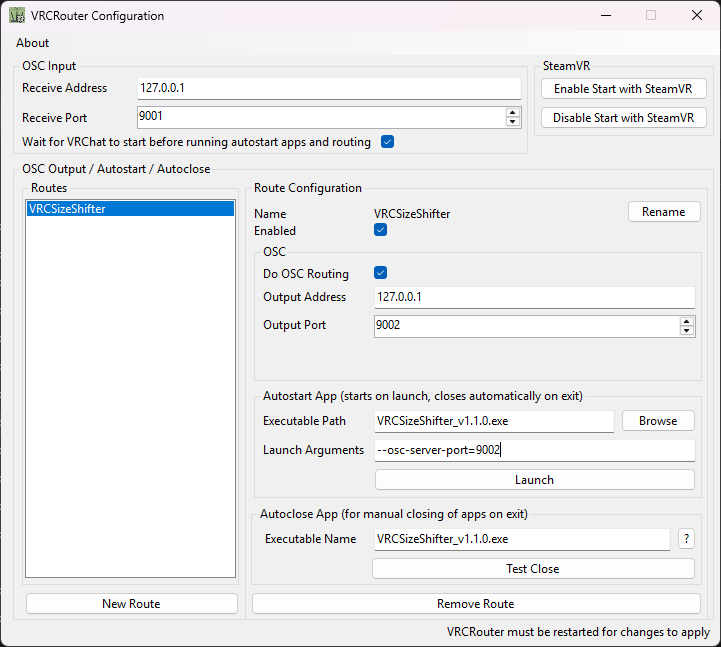 VRCRouter Configuration
About
OSC Input
Receive Address 127.0.0.1
Receive Port 9001
Wait for VRChat to start before running autostart apps and routing
SteamVR
Enable Start with SteamVR
Disable Start with SteamVR
OSC Output / Autostart / Autoclose
Routes
VRCSizeShifter
New Route
Route Configuration
Name VRCSizeShifter Rename
Enabled
OSC
Do OSC Routing
Output Address 127.0.0.1
Output Port 9002
Autostart App (starts on launch, closes automatically on exit)
Executable Path VRCSizeShifter_v1.1.0.exe Browse
Launch Arguments --osc-server-port=9002
Launch
Autoclose App (for manual closing of apps on exit)
Executable Name VRCSizeShifter_v1.1.0.exe ?
Test Close
Remove Route
VRCRouter must be restarted for changes to apply